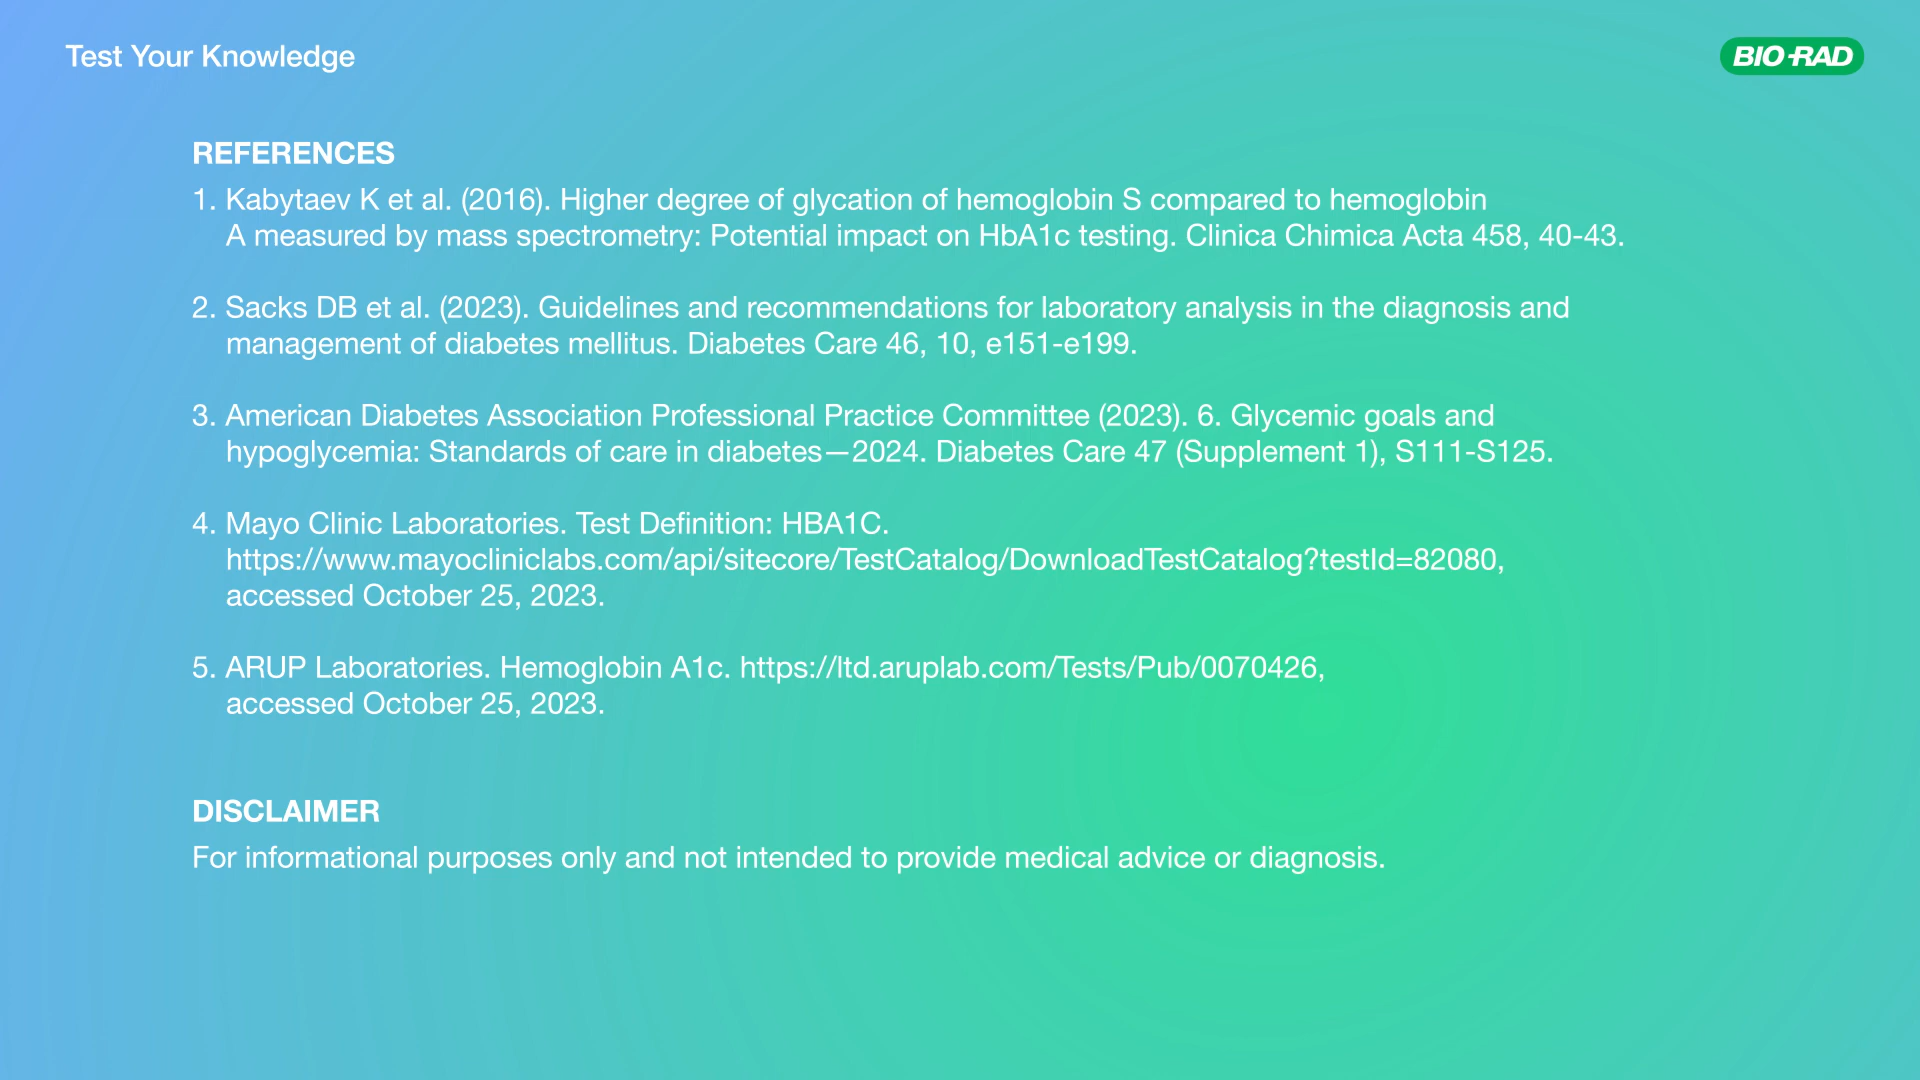 Test Your Knowledge
BIO-RAD
REFERENCES
1. Kabytaev K et al. (2016). Higher degree of glycation of hemoglobin S compared to hemoglobin
A measured by mass spectrometry: Potential impact on HbA1c testing. Clinica Chimica Acta 458, 40-43.
2. Sacks DB et al. (2023). Guidelines and recommendations for laboratory analysis in the diagnosis and
management of diabetes mellitus. Diabetes Care 46, 10, e151-e199.
3. American Diabetes Association Professional Practice Committee (2023). 6. Glycemic goals and
hypoglycemia: Standards of care in diabetes—2024. Diabetes Care 47 (Supplement 1), S111-S125.
4. Mayo Clinic Laboratories. Test Definition: HBA1C.
https://www.mayocliniclabs.com/api/sitecore/TestCatalog/DownloadTestCatalog?testId=82080,
accessed October 25, 2023.
5. ARUP Laboratories. Hemoglobin A1c. https://ltd.aruplab.com/Tests/Pub/0070426,
accessed October 25, 2023.
DISCLAIMER
For informational purposes only and not intended to provide medical advice or diagnosis.